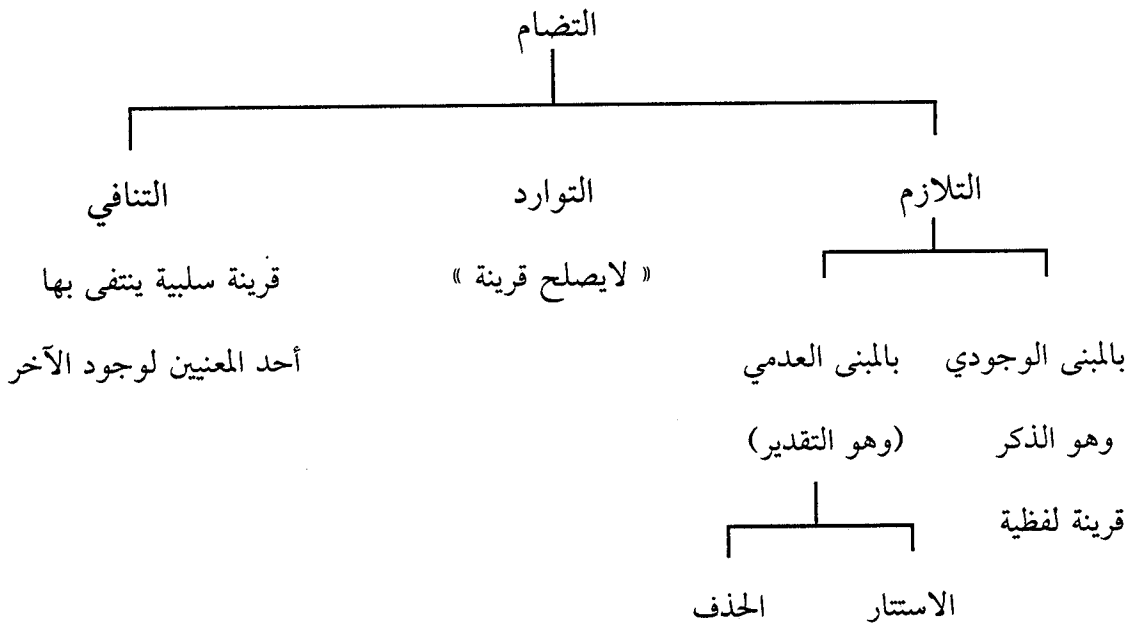 التضام
التلازم التوارد التنافي
« لايصلح قرينة » قرينة سلبية ينتفى بها
بالمبنى الوجودي بالمبنى العدمي أحد المعنيين لوجود الآخر
وهو الذكر (وهو التقدير)
قرينة لفظية
الاستتار الحذف